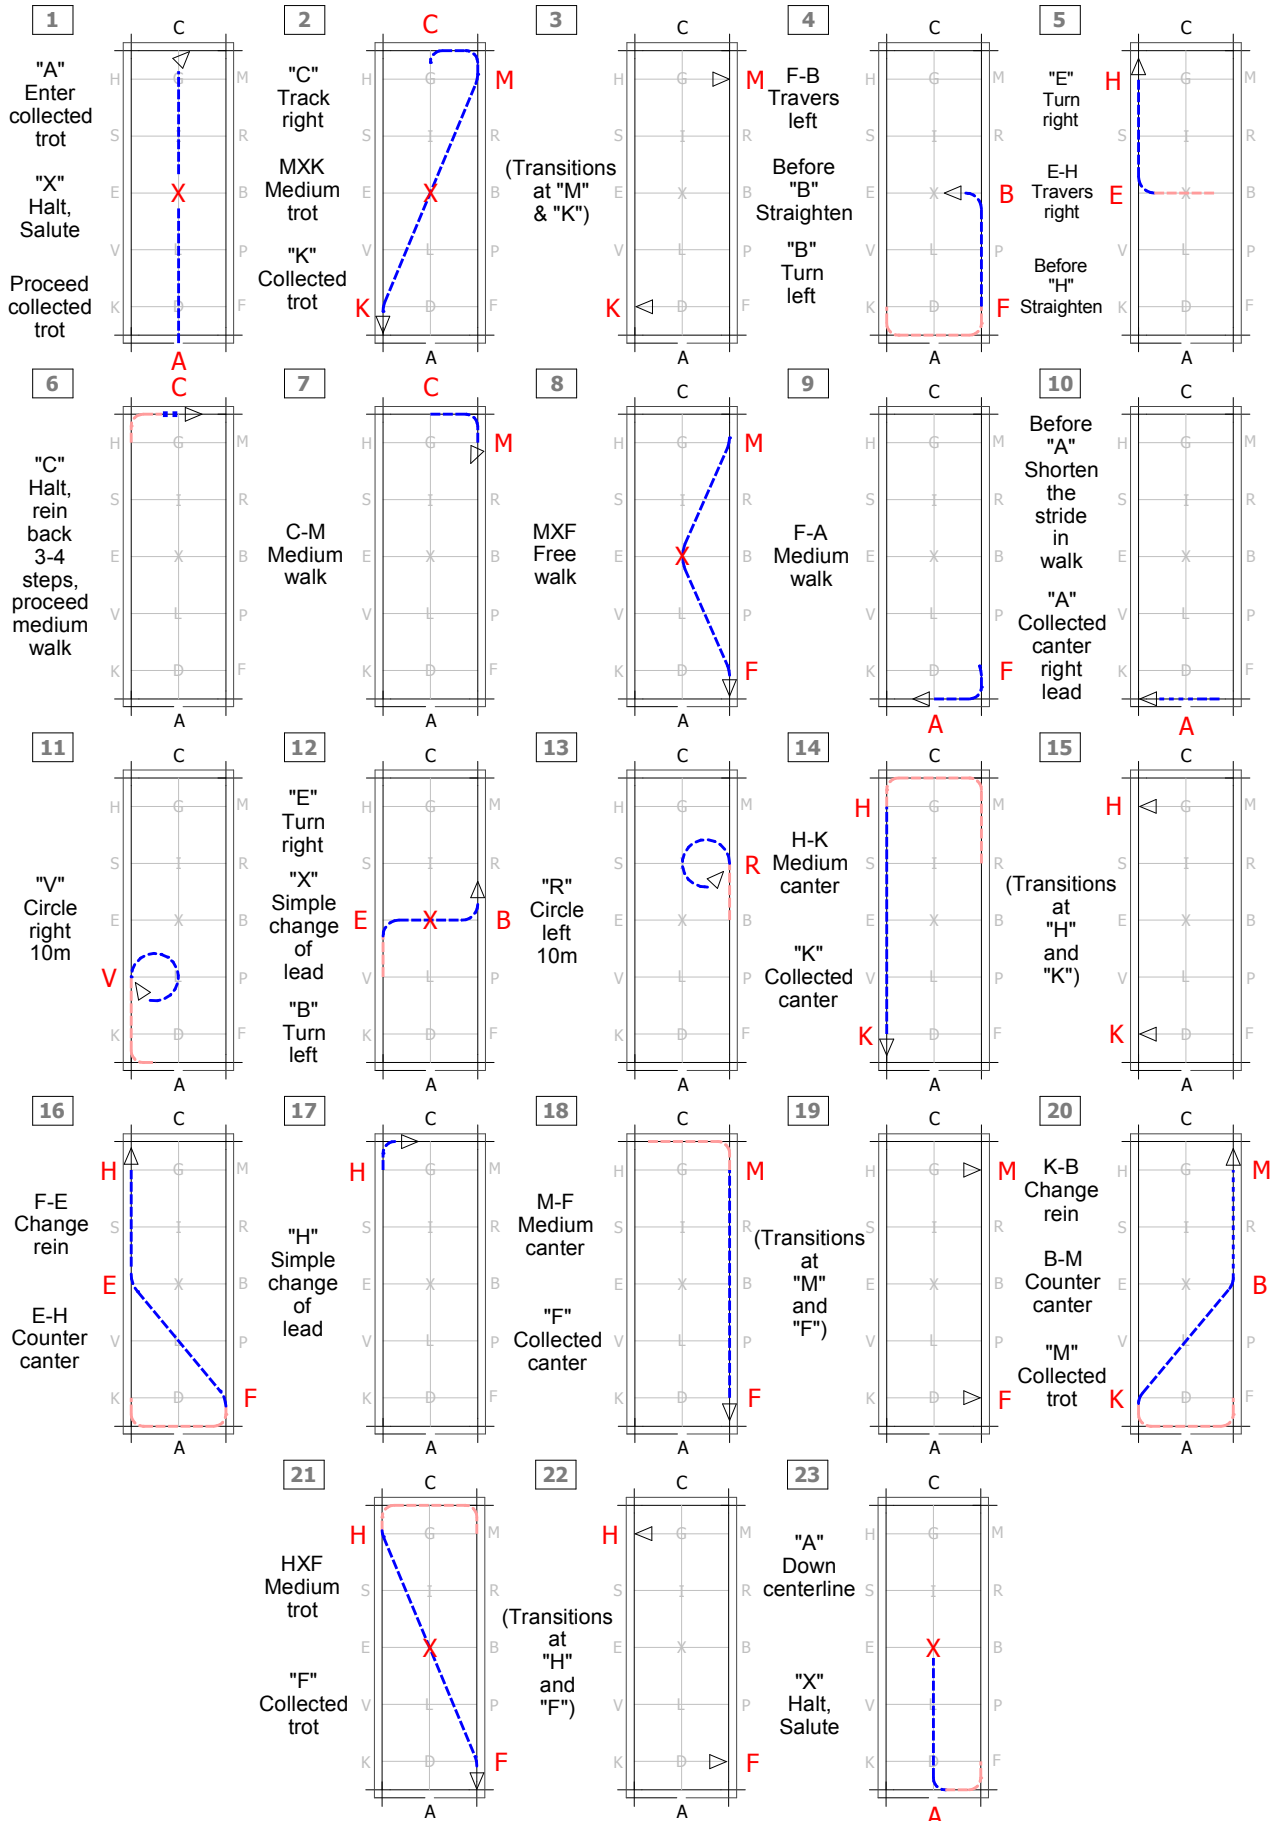 1
"A"
Enter
collected
trot
"X"
Halt,
Salute
Proceed
collected
trot
C
H G M
S I R
E X B
V L P
K D F
A
2
"C"
Track
right
MXK
Medium
trot
"K"
Collected
trot
C
H G M
S I R
E X B
V L P
K D F
A
3
(Transitions
at "M"
& "K")
C
H G M
S I R
E X B
V L P
K D F
A
4
F-B
Travers
left
Before
"B"
Straighten
"B"
Turn
left
C
H G M
S I R
E X B
V L P
K D F
A
5
"E"
Turn
right
E-H
Travers
right
Before
"H"
Straighten
C
H G M
S I R
E X B
V L P
K D F
A
6
"C"
Halt,
rein
back
3-4
steps,
proceed
medium
walk
C
H G M
S I R
E X B
V L P
K D F
A
7
C-M
Medium
walk
C
H G M
S I R
E X B
V L P
K D F
A
8
MXF
Free
walk
C
H G M
S I R
E X B
V L P
K D F
A
9
F-A
Medium
walk
C
H G M
S I R
E X B
V L P
K D F
A
10
Before
"A"
Shorten
the
stride
in
walk
"A"
Collected
canter
right
lead
C
H G M
S I R
E X B
V L P
K D F
A
11
"V"
Circle
right
10m
C
H G M
S I R
E X B
V P
K D F
A
12
"E"
Turn
right
"X"
Simple
change
of
lead
"B"
Turn
left
C
H G M
S I R
E X B
V L P
K D F
A
13
"R"
Circle
left
10m
C
H G M
S I R
E X B
V L P
K D F
A
14
H-K
Medium
canter
"K"
Collected
canter
C
H G M
S I R
E X B
V L P
K D F
A
15
(Transitions
at
"H"
and
"K")
C
H G M
S I R
E X B
V L P
K D F
A
16
F-E
Change
rein
E-H
Counter
canter
C
H G M
S I R
E X B
V L P
K D F
A
17
"H"
Simple
change
of
lead
C
H G M
S I R
E X B
V L P
K D F
A
18
M-F
Medium
canter
"F"
Collected
canter
C
H G M
S I R
E X B
V L P
K D F
A
19
(Transitions
at
"M"
and
"F")
C
H G M
S I R
E X B
V L P
K D F
A
20
K-B
Change
rein
B-M
Counter
canter
"M"
Collected
trot
C
H G M
S I R
E X B
V L P
K D F
A
21
HXF
Medium
trot
"F"
Collected
trot
C
H G M
S I R
E X B
V L P
K D F
A
22
(Transitions
at
"H"
and
"F")
C
H G M
S I R
E X B
V L P
K D F
A
23
"A"
Down
centerline
"X"
Halt,
Salute
C
H G M
S I R
E X B
V L P
K D F
A